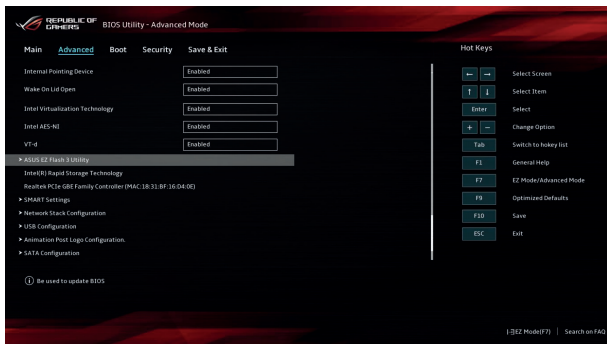 REPUBLIC OF
GAMERS
BIOS Utility - Advanced Mode
Main Advanced Boot Security Save & Exit
Internal Pointing Device Enabled
Wake On Lid Open Enabled
Intel Virtualization Technology Enabled
Intel AES-NI Enabled
VT-d Enabled
> ASUS EZ Flash 3 Utility
Intel(R) Rapid Storage Technology
Realtek PCIe GBE Family Controller (MAC:18:31:BF:16:D4:0E)
> SMART Settings
> Network Stack Configuration
> USB Configuration
> Animation Post Logo Configuration.
> SATA Configuration
Be used to update BIOS
Hot Keys
← → Select Screen
↑ ↓ Select Item
Enter Select
+ − Change Option
Tab Switch to hokey list
F1 General Help
F7 EZ Mode/Advanced Mode
F9 Optimized Defaults
F10 Save
ESC Exit
EZ Mode(F7) | Search on FAQ